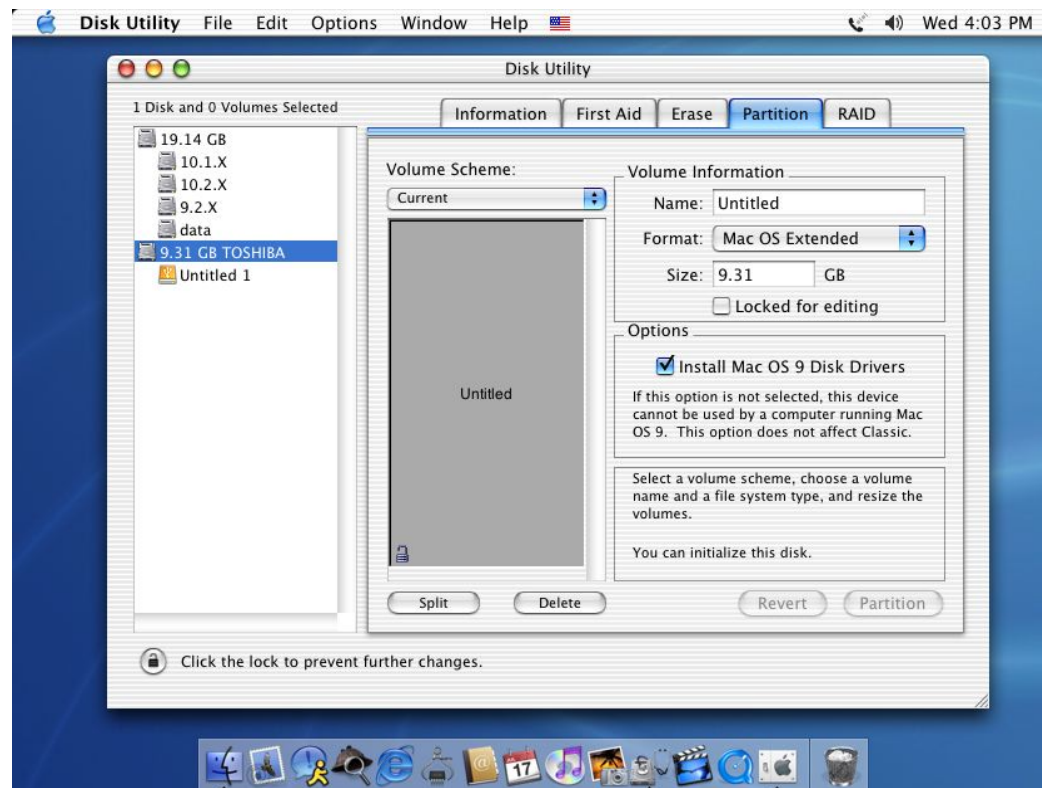 Disk Utility File Edit Options Window Help Wed 4:03 PM
Disk Utility
1 Disk and 0 Volumes Selected
Information First Aid Erase Partition RAID
19.14 GB
10.1.X
10.2.X
9.2.X
data
9.31 GB TOSHIBA
Untitled 1
Volume Scheme:
Current
Untitled
Split Delete
Volume Information
Name: Untitled
Format: Mac OS Extended
Size: 9.31 GB
Locked for editing
Options
Install Mac OS 9 Disk Drivers
If this option is not selected, this device
cannot be used by a computer running Mac
OS 9. This option does not affect Classic.
Select a volume scheme, choose a volume
name and a file system type, and resize the
volumes.
You can initialize this disk.
Revert Partition
Click the lock to prevent further changes.
17